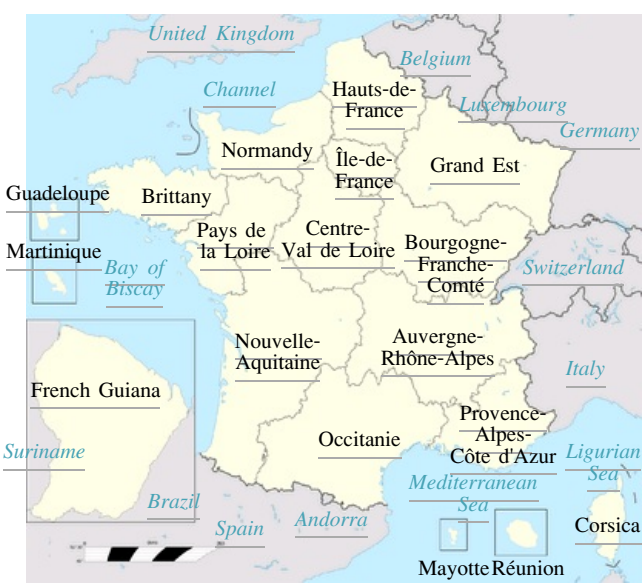 United Kingdom
Belgium
Channel
Hauts-de-
France
Luxembourg
Germany
Normandy
Île-de-
France
Grand Est
Guadeloupe
Brittany
Pays de
la Loire
Centre-
Val de Loire
Bourgogne-
Franche-
Comté
Martinique
Bay of
Biscay
Switzerland
Nouvelle-
Aquitaine
Auvergne-
Rhône-Alpes
Italy
French Guiana
Provence-
Alpes-
Côte d'Azur
Occitanie
Suriname
Ligurian
Sea
Mediterranean
Sea
Brazil
Spain
Andorra
Corsica
Mayotte
Réunion